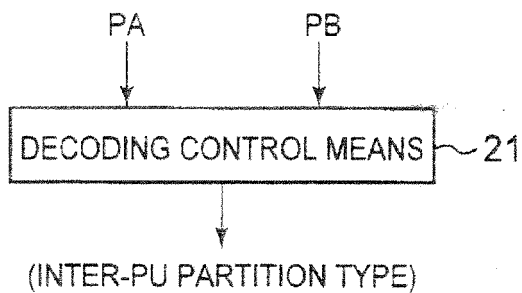 PA PB
DECODING CONTROL MEANS 21
(INTER-PU PARTITION TYPE)